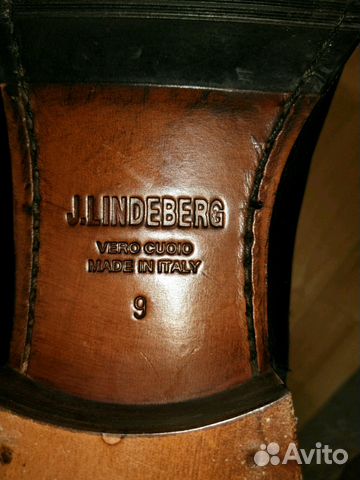 J.LINDEBERG
VERO CUOIO
MADE IN ITALY
9
Avito